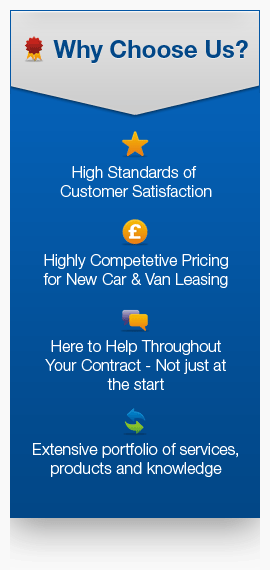 Why Choose Us?
High Standards of
Customer Satisfaction
£
Highly Competetive Pricing
for New Car & Van Leasing
Here to Help Throughout
Your Contract - Not just at
the start
Extensive portfolio of services,
products and knowledge